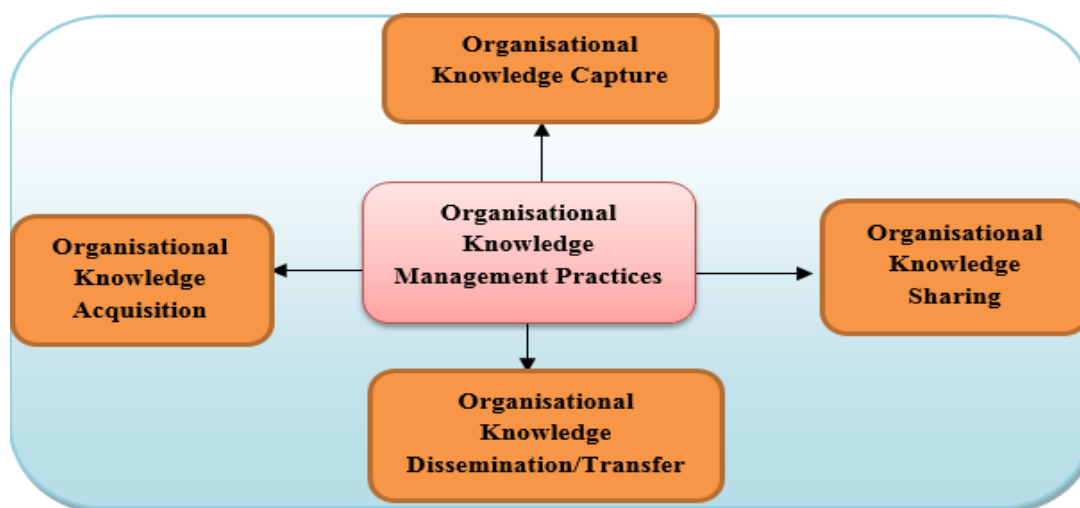 Organisational
Knowledge Capture
Organisational
Knowledge
Management Practices
Organisational
Knowledge
Acquisition
Organisational
Knowledge
Sharing
Organisational
Knowledge
Dissemination/Transfer